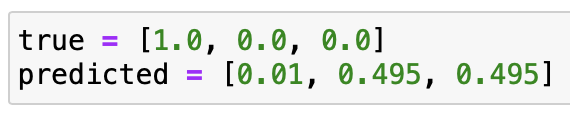 true = [1.0, 0.0, 0.0]
predicted = [0.01, 0.495, 0.495]